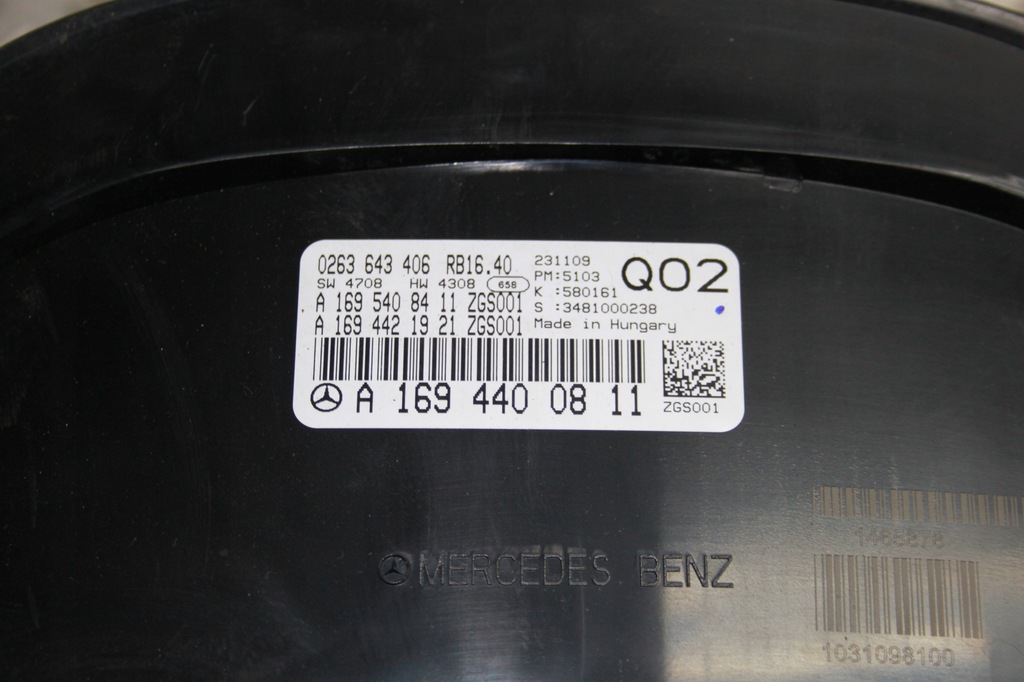 0263 643 406 RB16.40
SW 4708 HW 4308 658
A 169 540 84 11 ZGS001
A 169 442 19 21 ZGS001
231109
PM:5103
K :580161
S :3481000238
Made in Hungary
Q02
A 169 440 08 11
ZGS001
MERCEDES BENZ
1031098100